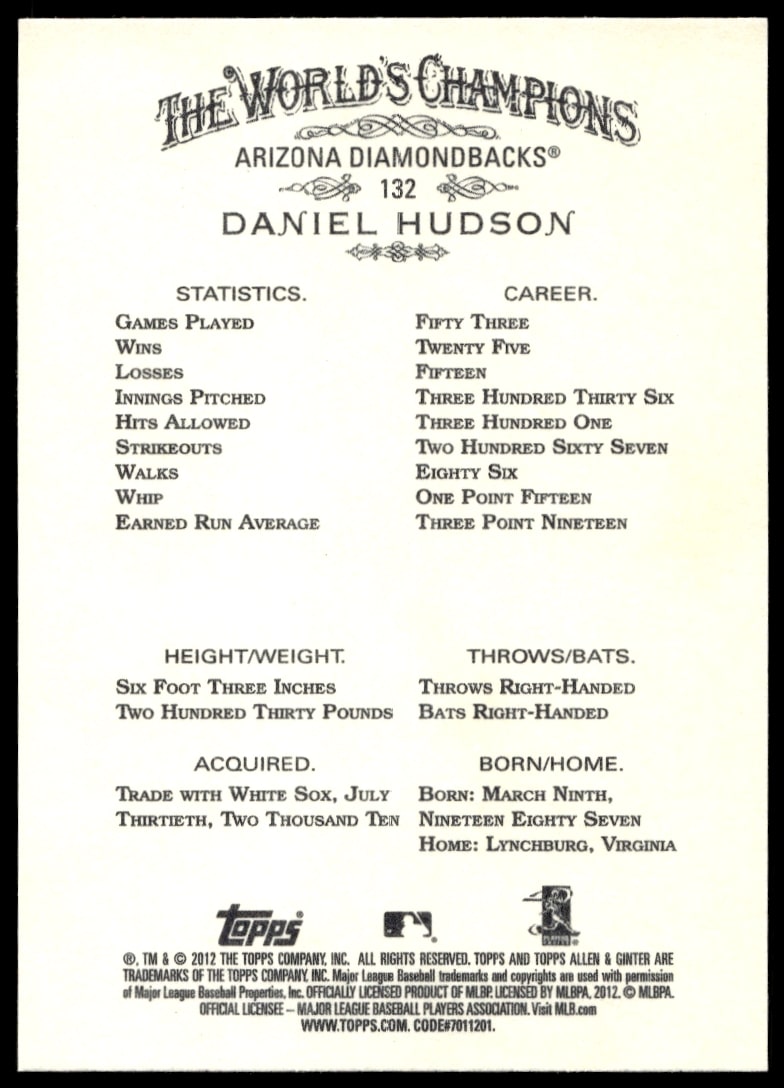 THE WORLD'S CHAMPIONS
ARIZONA DIAMONDBACKS®
132
DANIEL HUDSON
STATISTICS. CAREER.
GAMES PLAYED FIFTY THREE
WINS TWENTY FIVE
LOSSES FIFTEEN
INNINGS PITCHED THREE HUNDRED THIRTY SIX
HITS ALLOWED THREE HUNDRED ONE
STRIKEOUTS TWO HUNDRED SIXTY SEVEN
WALKS EIGHTY SIX
WHIP ONE POINT FIFTEEN
EARNED RUN AVERAGE THREE POINT NINETEEN
HEIGHT/WEIGHT. THROWS/BATS.
SIX FOOT THREE INCHES THROWS RIGHT-HANDED
TWO HUNDRED THIRTY POUNDS BATS RIGHT-HANDED
ACQUIRED. BORN/HOME.
TRADE WITH WHITE SOX, JULY BORN: MARCH NINTH,
THIRTIETH, TWO THOUSAND TEN NINETEEN EIGHTY SEVEN
HOME: LYNCHBURG, VIRGINIA
Topps®
®, TM & © 2012 THE TOPPS COMPANY, INC. ALL RIGHTS RESERVED. TOPPS AND TOPPS ALLEN & GINTER ARE
TRADEMARKS OF THE TOPPS COMPANY, INC. Major League Baseball trademarks and copyrights are used with permission
of Major League Baseball Properties, Inc. OFFICIALLY LICENSED PRODUCT OF MLBP. LICENSED BY MLBPA, 2012. © MLBPA.
OFFICIAL LICENSEE – MAJOR LEAGUE BASEBALL PLAYERS ASSOCIATION. Visit MLB.com
WWW.TOPPS.COM. CODE#7011201.